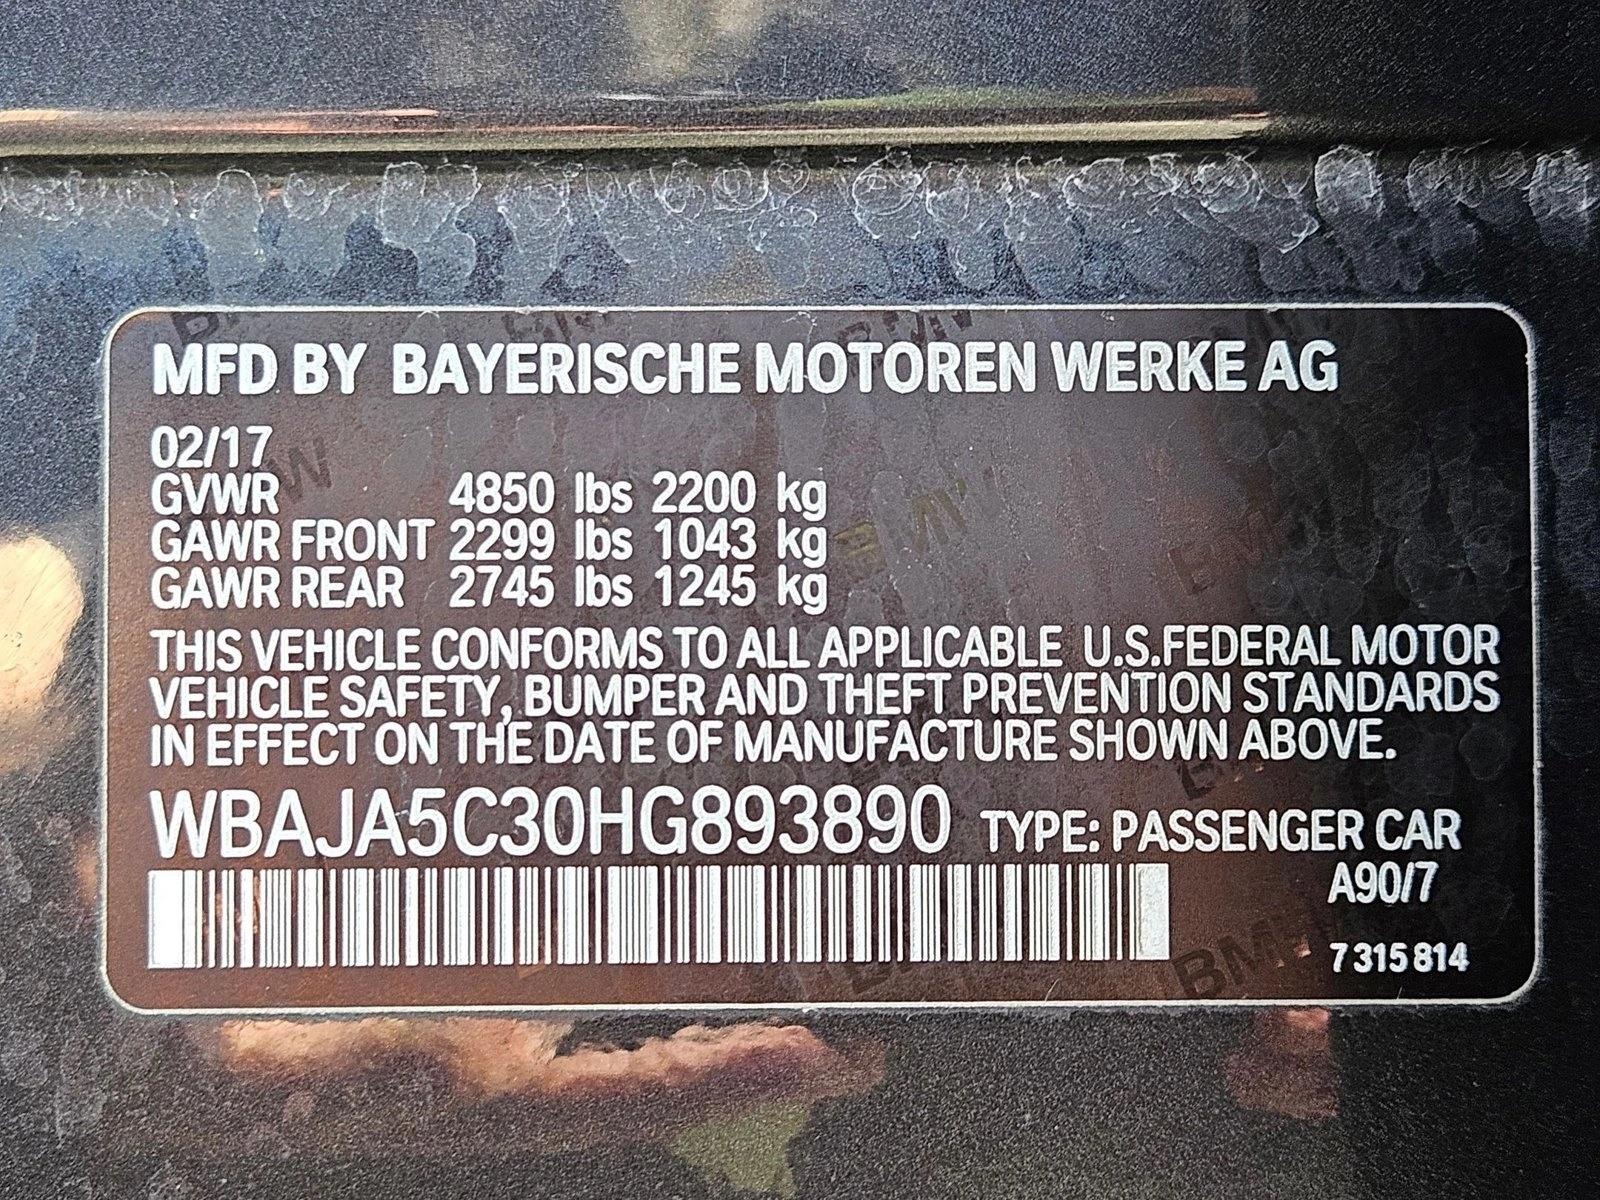 MFD BY BAYERISCHE MOTOREN WERKE AG
02/17
GVWR 4850 lbs 2200 kg
GAWR FRONT 2299 lbs 1043 kg
GAWR REAR 2745 lbs 1245 kg
THIS VEHICLE CONFORMS TO ALL APPLICABLE U.S.FEDERAL MOTOR
VEHICLE SAFETY, BUMPER AND THEFT PREVENTION STANDARDS
IN EFFECT ON THE DATE OF MANUFACTURE SHOWN ABOVE.
WBAJA5C30HG893890 TYPE: PASSENGER CAR
A90/7
7 315 814